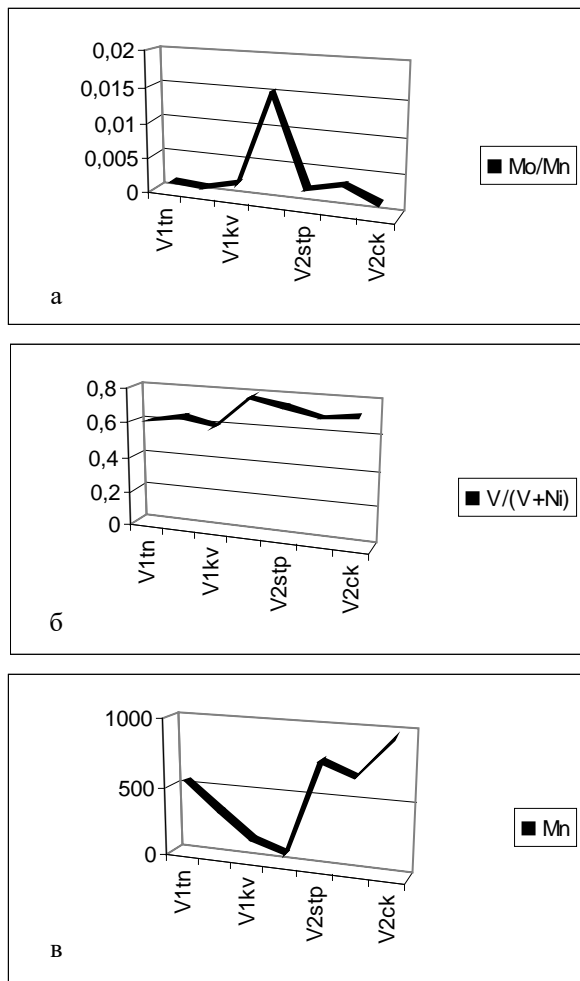 0,02
0,015
0,01
0,005
0
V1tn
V1kv
V2stp
V2ck
Mo/Mn
а
0,8
0,6
0,4
0,2
0
V1tn
V1kv
V2stp
V2ck
V/(V+Ni)
б
1000
500
0
V1tn
V1kv
V2stp
V2ck
Mn
в